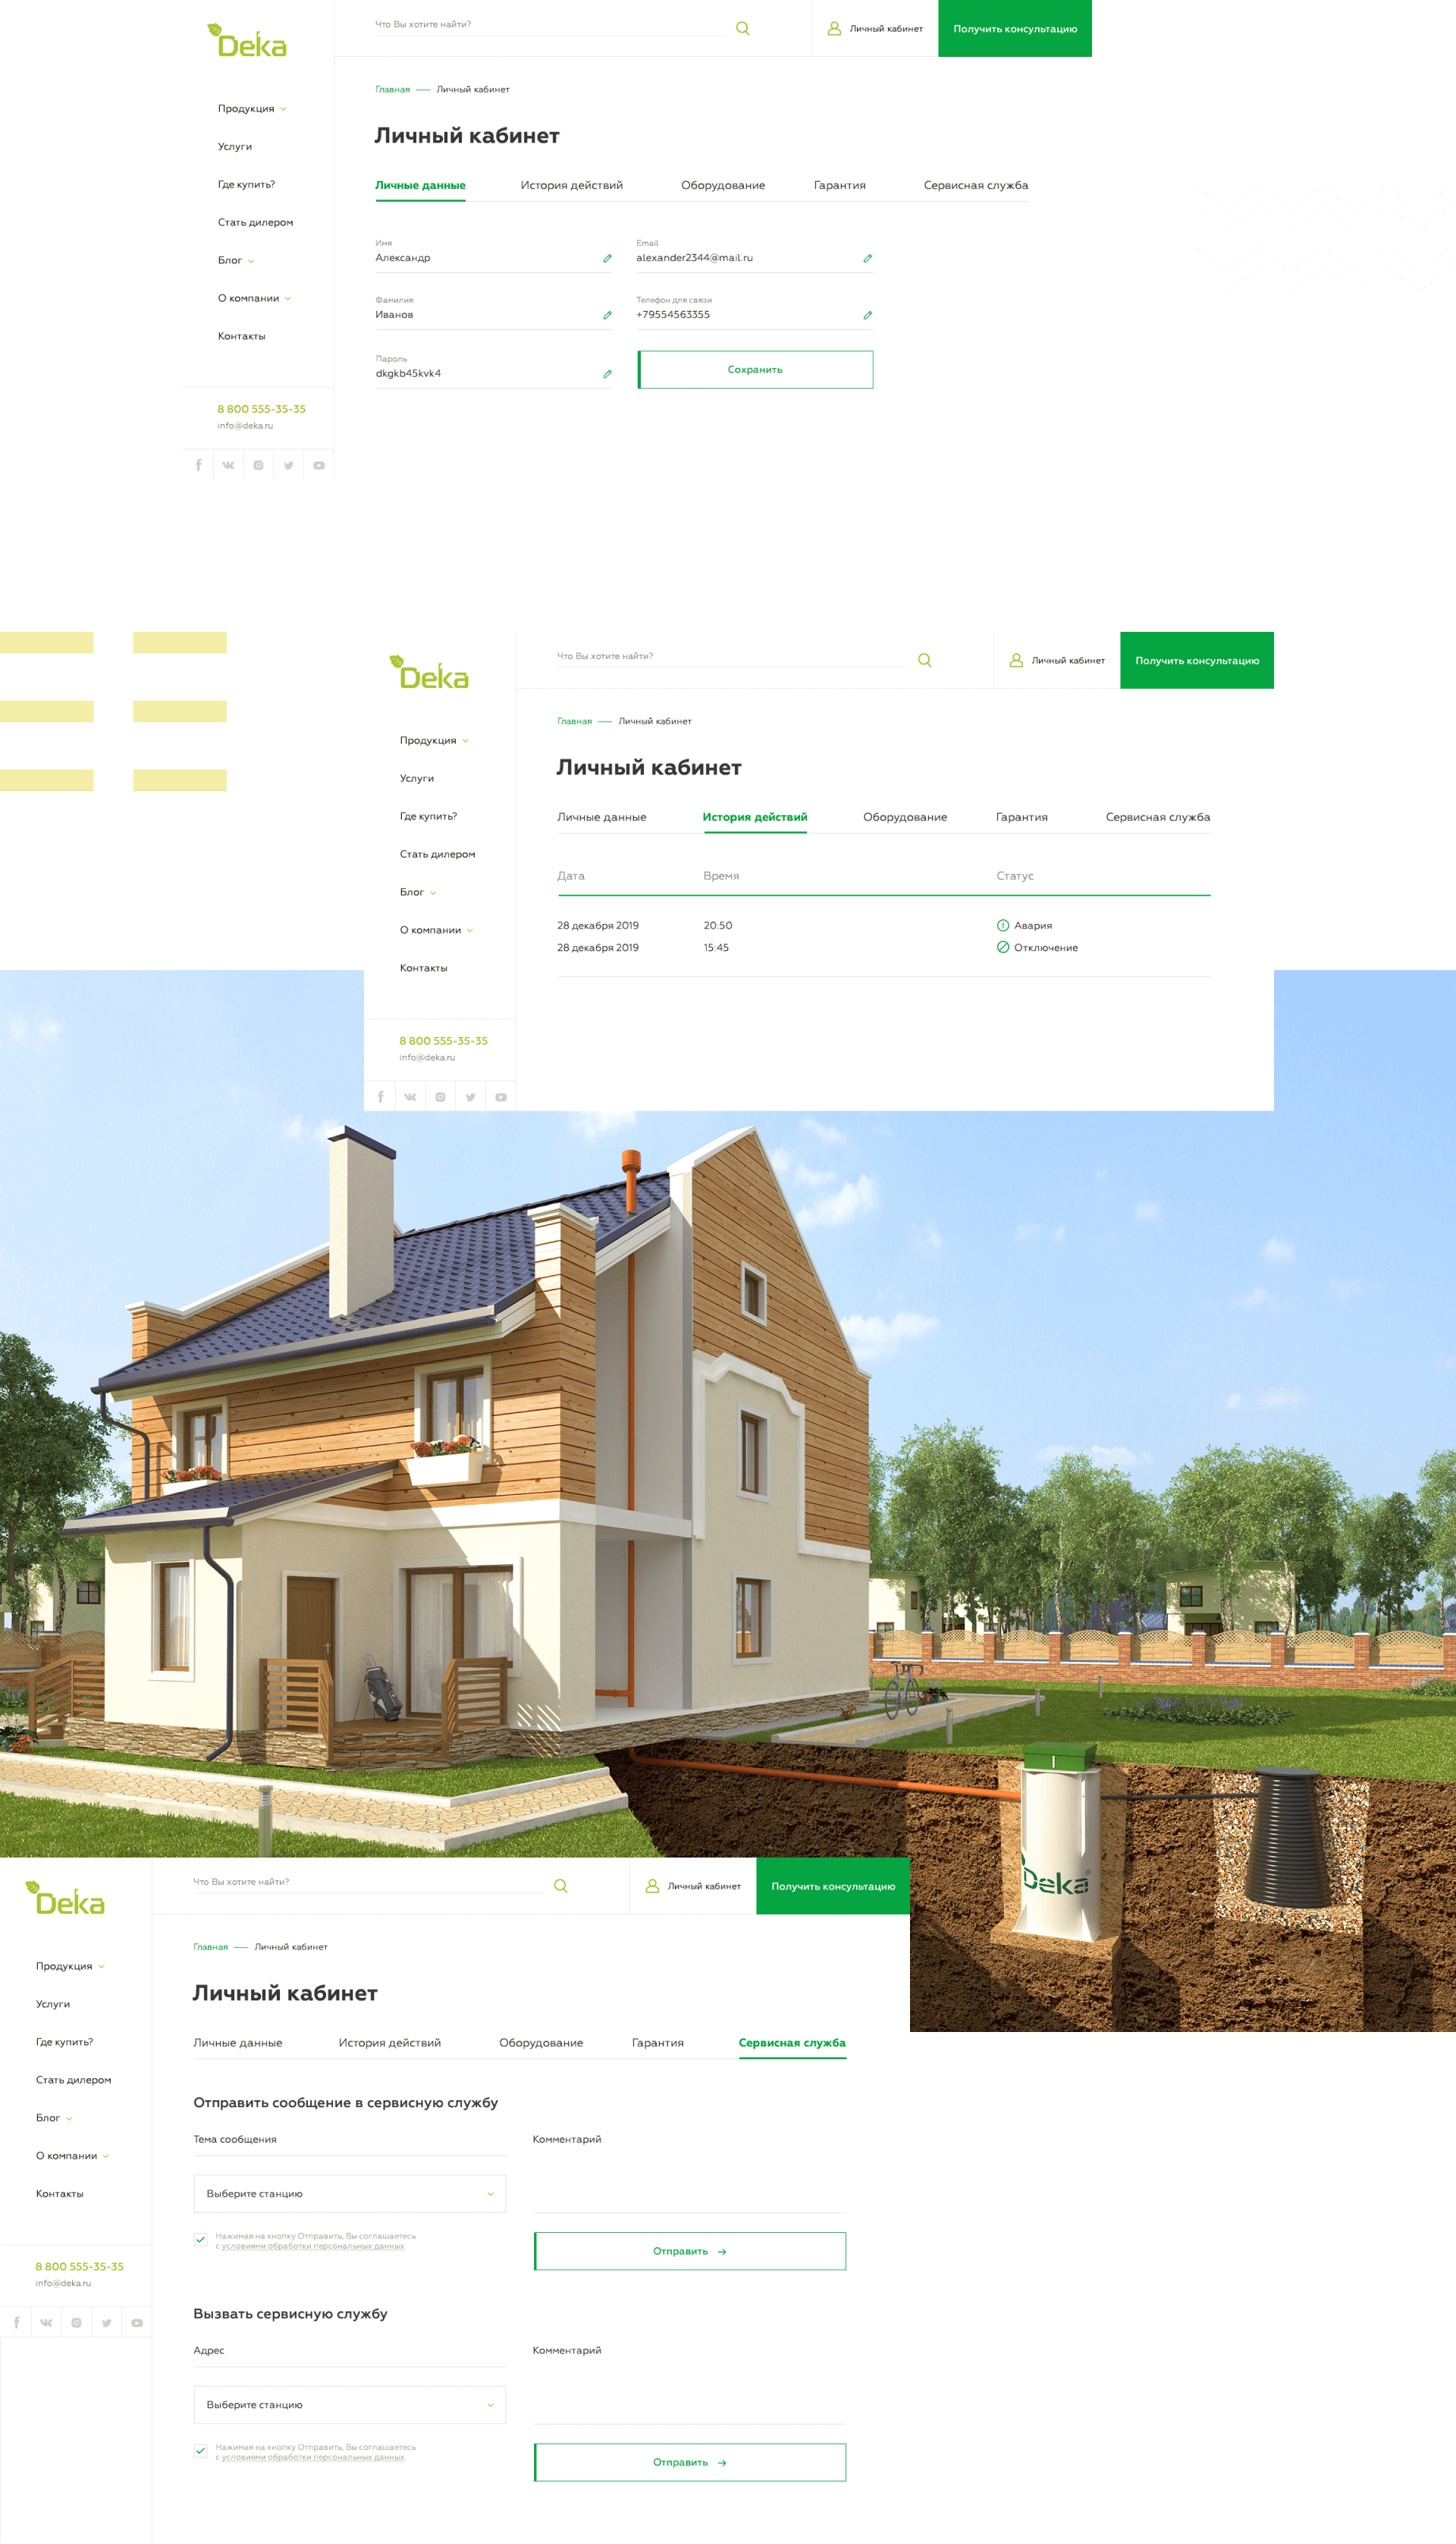 Deka
Что Вы хотите найти?
Личный кабинет
Получить консультацию
Продукция
Услуги
Где купить?
Стать дилером
Блог
О компании
Контакты
8 800 555-35-35
info@deka.ru
Главная
Личный кабинет
Личный кабинет
Личные данные
История действий
Оборудование
Гарантия
Сервисная служба
Имя
Александр
Email
alexander2344@mail.ru
Фамилия
Иванов
Телефон для связи
+79554563355
Пароль
dkgkb45kvk4
Сохранить
Deka
Что Вы хотите найти?
Личный кабинет
Получить консультацию
Продукция
Услуги
Где купить?
Стать дилером
Блог
О компании
Контакты
8 800 555-35-35
info@deka.ru
Главная
Личный кабинет
Личный кабинет
Личные данные
История действий
Оборудование
Гарантия
Сервисная служба
Дата
Время
Статус
28 декабря 2019
20:50
Авария
28 декабря 2019
15:45
Отключение
Deka
Deka
Что Вы хотите найти?
Личный кабинет
Получить консультацию
Продукция
Услуги
Где купить?
Стать дилером
Блог
О компании
Контакты
8 800 555-35-35
info@deka.ru
Главная
Личный кабинет
Личный кабинет
Личные данные
История действий
Оборудование
Гарантия
Сервисная служба
Отправить сообщение в сервисную службу
Тема сообщения
Комментарий
Выберите станцию
Нажимая на кнопку Отправить, Вы соглашаетесь
с условиями обработки персональных данных
Отправить
Вызвать сервисную службу
Адрес
Комментарий
Выберите станцию
Нажимая на кнопку Отправить, Вы соглашаетесь
с условиями обработки персональных данных
Отправить